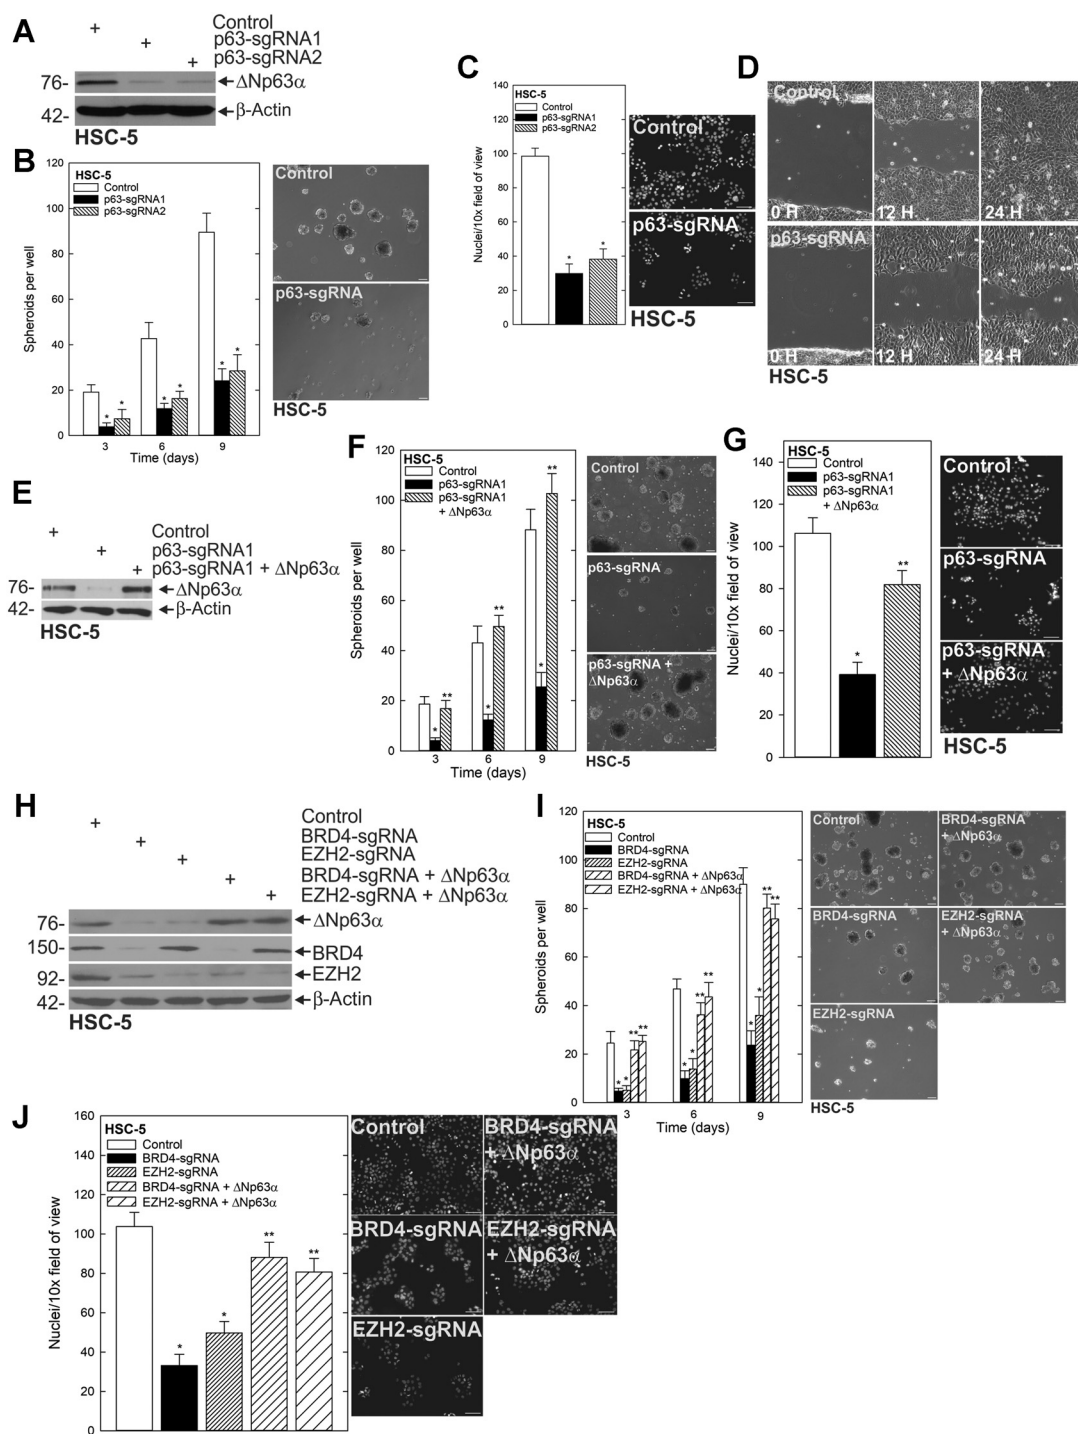 A
+
+
+
Control
p63-sgRNA1
p63-sgRNA2
76-
ΔNp63α
42-
β-Actin
HSC-5
B
HSC-5
Control
p63-sgRNA1
p63-sgRNA2
120
100
80
60
40
20
0
Spheroids per well
* *
* *
* *
3 6 9
Time (days)
Control
p63-sgRNA
HSC-5
C
HSC-5
Control
p63-sgRNA1
p63-sgRNA2
140
120
100
80
60
40
20
0
Nuclei/10x field of view
* *
Control
p63-sgRNA
HSC-5
D
Control
0 H 12 H 24 H
p63-sgRNA
0 H 12 H 24 H
HSC-5
E
+
+
+
Control
p63-sgRNA1
p63-sgRNA1 + ΔNp63α
76-
ΔNp63α
42-
β-Actin
HSC-5
F
HSC-5
Control
p63-sgRNA1
p63-sgRNA1
+ ΔNp63α
120
100
80
60
40
20
0
Spheroids per well
* **
* **
* **
3 6 9
Time (days)
Control
p63-sgRNA
p63-sgRNA +
ΔNp63α
HSC-5
G
HSC-5
Control
p63-sgRNA1
p63-sgRNA1
+ ΔNp63α
140
120
100
80
60
40
20
0
Nuclei/10x field of view
* **
Control
p63-sgRNA
p63-sgRNA
+ ΔNp63α
HSC-5
H
+
+
+
+
+
Control
BRD4-sgRNA
EZH2-sgRNA
BRD4-sgRNA + ΔNp63α
EZH2-sgRNA + ΔNp63α
76-
ΔNp63α
150-
BRD4
92-
EZH2
42-
β-Actin
HSC-5
I
HSC-5
Control
BRD4-sgRNA
EZH2-sgRNA
BRD4-sgRNA + ΔNp63α
EZH2-sgRNA + ΔNp63α
120
100
80
60
40
20
0
Spheroids per well
* * ** **
* * ** **
* * ** **
3 6 9
Time (days)
Control
BRD4-sgRNA
+ ΔNp63α
BRD4-sgRNA
EZH2-sgRNA
+ ΔNp63α
EZH2-sgRNA
HSC-5
J
HSC-5
Control
BRD4-sgRNA
EZH2-sgRNA
BRD4-sgRNA + ΔNp63α
EZH2-sgRNA + ΔNp63α
160
140
120
100
80
60
40
20
0
Nuclei/10x field of view
* * ** **
Control
BRD4-sgRNA
+ ΔNp63α
BRD4-sgRNA
EZH2-sgRNA
+ ΔNp63α
EZH2-sgRNA